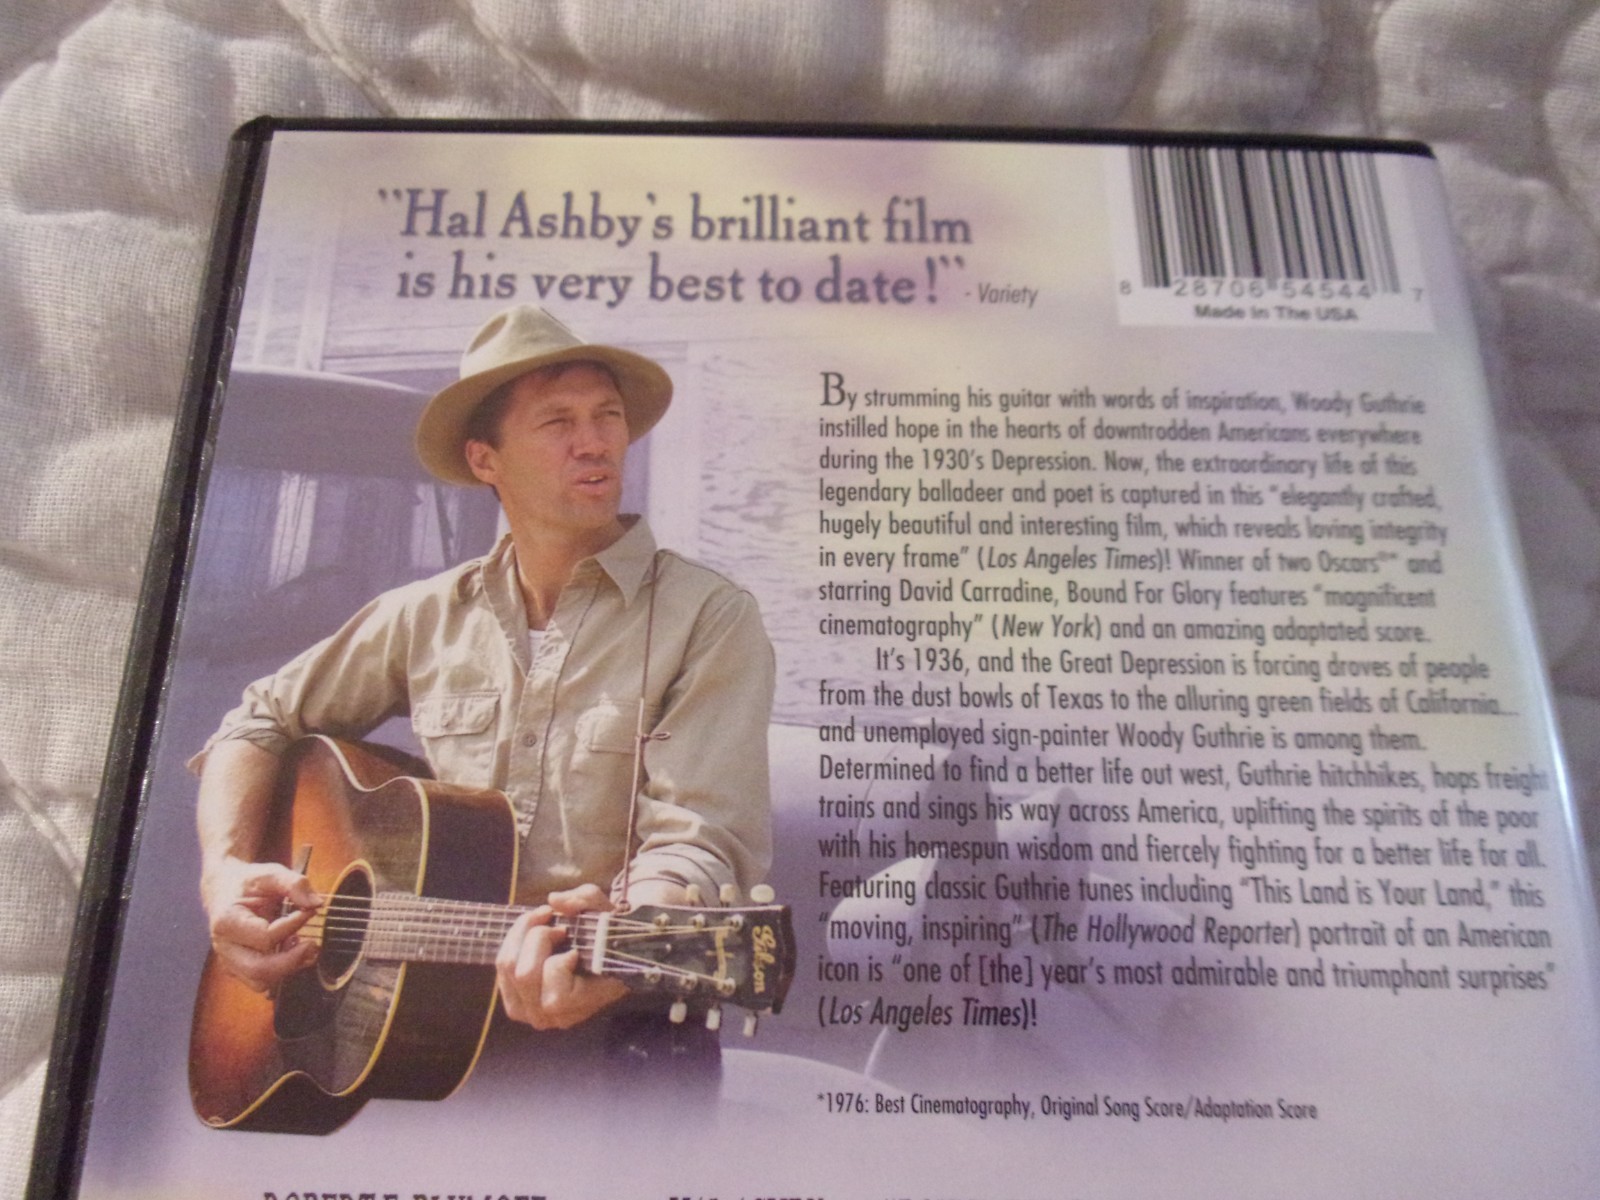 "Hal Ashby's brilliant film
is his very best to date!" - Variety
8 28706 54544 7
Made In The USA
By strumming his guitar with words of inspiration, Woody Guthrie
instilled hope in the hearts of downtrodden Americans everywhere
during the 1930's Depression. Now, the extraordinary life of this
legendary balladeer and poet is captured in this "elegantly crafted,
hugely beautiful and interesting film, which reveals loving integrity
in every frame" (Los Angeles Times)! Winner of two Oscars®* and
starring David Carradine, Bound For Glory features "magnificent
cinematography" (New York) and an amazing adaptated score.
It's 1936, and the Great Depression is forcing droves of people
from the dust bowls of Texas to the alluring green fields of California...
and unemployed sign-painter Woody Guthrie is among them.
Determined to find a better life out west, Guthrie hitchhikes, hops freight
trains and sings his way across America, uplifting the spirits of the poor
with his homespun wisdom and fiercely fighting for a better life for all.
Featuring classic Guthrie tunes including "This Land is Your Land," this
"moving, inspiring" (The Hollywood Reporter) portrait of an American
icon is "one of [the] year's most admirable and triumphant surprises"
(Los Angeles Times)!
Gibson
*1976: Best Cinematography, Original Song Score/Adaptation Score